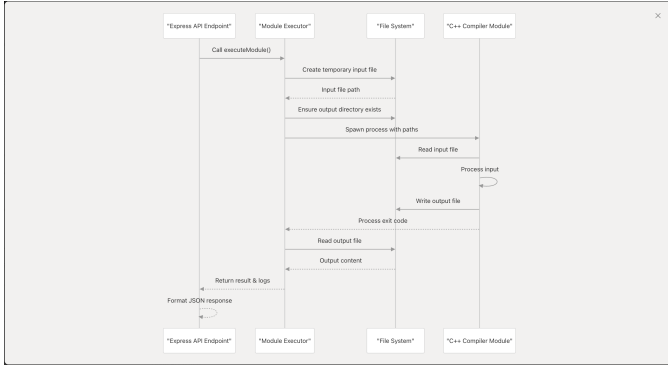 "Express API Endpoint" "Module Executor" "File System" "C++ Compiler Module"
Call executeModule()
Create temporary input file
Input file path
Ensure output directory exists
Spawn process with paths
Read input file
Process input
Write output file
Process exit code
Read output file
Output content
Return result & logs
Format JSON response
"Express API Endpoint" "Module Executor" "File System" "C++ Compiler Module"